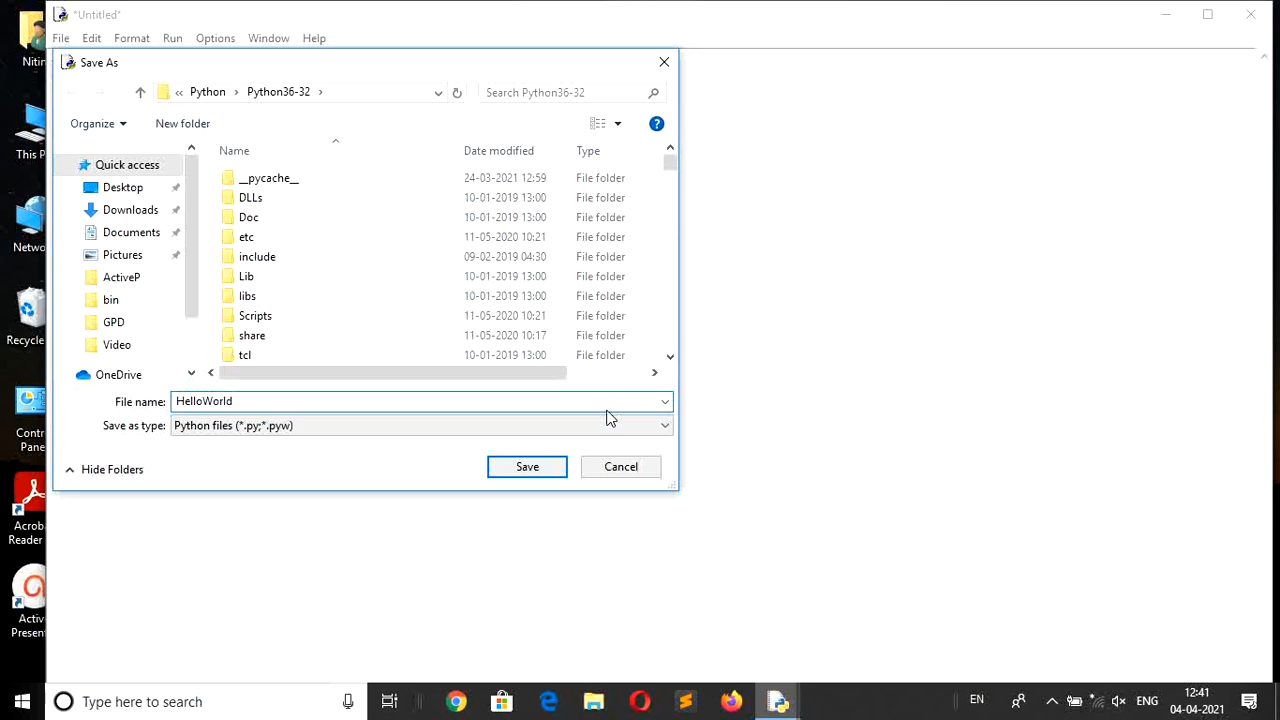 *Untitled*
File Edit Format Run Options Window Help
Save As
« Python › Python36-32 ›
Search Python36-32
Organize
New folder
Name Date modified Type
__pycache__ 24-03-2021 12:59 File folder
DLLs 10-01-2019 13:00 File folder
Doc 10-01-2019 13:00 File folder
etc 11-05-2020 10:21 File folder
include 09-02-2019 04:30 File folder
Lib 10-01-2019 13:00 File folder
libs 10-01-2019 13:00 File folder
Scripts 11-05-2020 10:21 File folder
share 11-05-2020 10:17 File folder
tcl 10-01-2019 13:00 File folder
Quick access
Desktop
Downloads
Documents
Pictures
ActiveP
bin
GPD
Video
OneDrive
File name: HelloWorld
Save as type: Python files (*.py;*.pyw)
Hide Folders
Save
Cancel
Nitin
This P
Netwo
Recycle
Contr
Panel
Acroba
Reader
Activ
Present
Type here to search
EN
ENG
12:41
04-04-2021